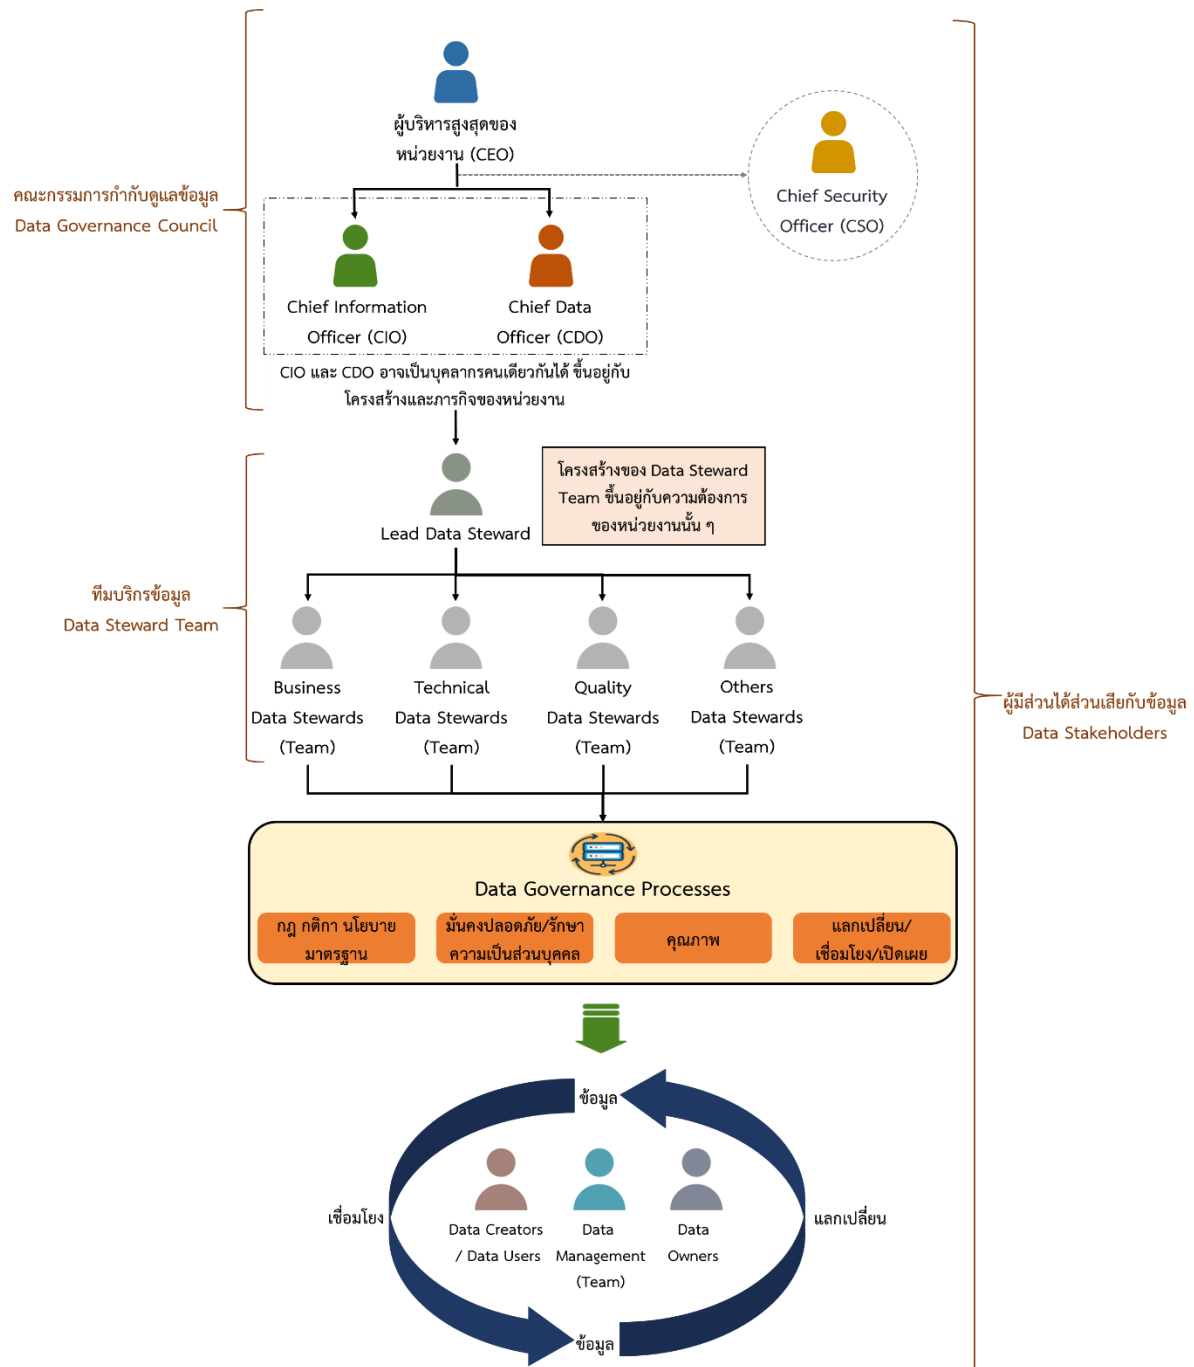 ผู้บริหารสูงสุดของ
หน่วยงาน (CEO)
Chief Security
Officer (CSO)
คณะกรรมการกำกับดูแลข้อมูล
Data Governance Council
Chief Information
Officer (CIO)
Chief Data
Officer (CDO)
CIO และ CDO อาจเป็นบุคลากรคนเดียวกันได้ ขึ้นอยู่กับ
โครงสร้างและภารกิจของหน่วยงาน
Lead Data Steward
โครงสร้างของ Data Steward
Team ขึ้นอยู่กับความต้องการ
ของหน่วยงานนั้น ๆ
ทีมบริกรข้อมูล
Data Steward Team
Business
Data Stewards
(Team)
Technical
Data Stewards
(Team)
Quality
Data Stewards
(Team)
Others
Data Stewards
(Team)
ผู้มีส่วนได้ส่วนเสียกับข้อมูล
Data Stakeholders
Data Governance Processes
กฎ กติกา นโยบาย
มาตรฐาน
มั่นคงปลอดภัย/รักษา
ความเป็นส่วนบุคคล
คุณภาพ
แลกเปลี่ยน/
เชื่อมโยง/เปิดเผย
ข้อมูล
เชื่อมโยง
Data Creators
/ Data Users
Data
Management
(Team)
Data
Owners
แลกเปลี่ยน
ข้อมูล